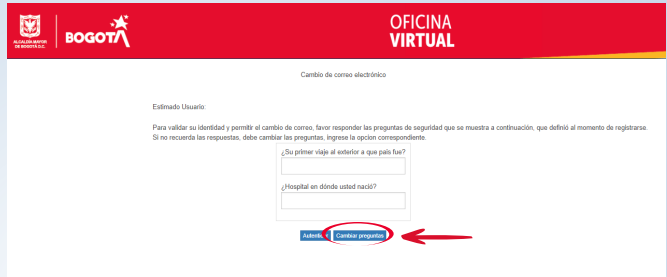 OFICINA
VIRTUAL
ALCALDÍA MAYOR
DE BOGOTÁ D.C.
BOGOTÁ
Cambio de correo electrónico
Estimado Usuario:
Para validar su identidad y permitir el cambio de correo, favor responder las preguntas de seguridad que se muestra a continuación, que definió al momento de registrarse.
Si no recuerda las respuestas, debe cambiar las preguntas, ingrese la opcion correspondiente.
¿Su primer viaje al exterior a que país fue?
¿Hospital en dónde usted nació?
Cambiar preguntas